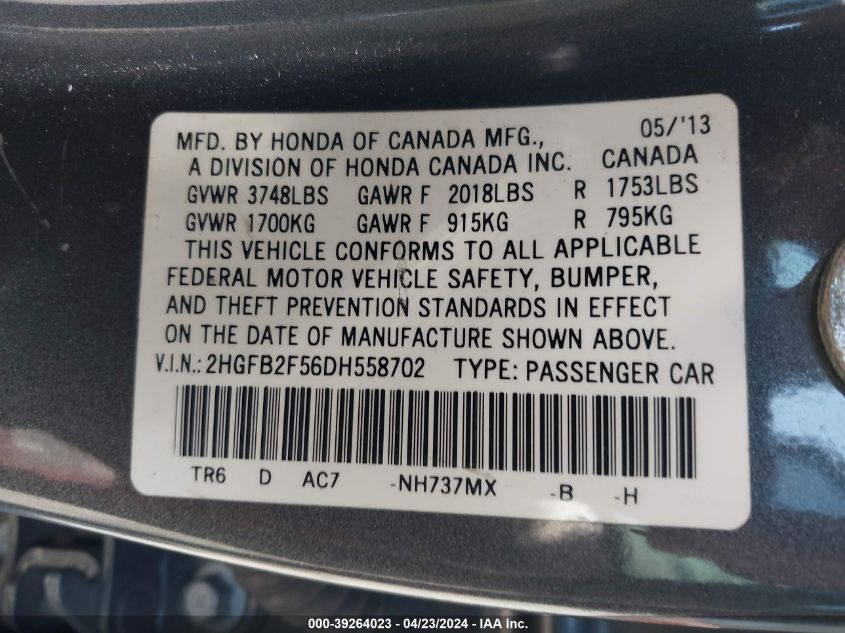 MFD. BY HONDA OF CANADA MFG., 05/'13
A DIVISION OF HONDA CANADA INC. CANADA
GVWR 3748LBS GAWR F 2018LBS R 1753LBS
GVWR 1700KG GAWR F 915KG R 795KG
THIS VEHICLE CONFORMS TO ALL APPLICABLE
FEDERAL MOTOR VEHICLE SAFETY, BUMPER,
AND THEFT PREVENTION STANDARDS IN EFFECT
ON THE DATE OF MANUFACTURE SHOWN ABOVE.
V.I.N.: 2HGFB2F56DH558702 TYPE: PASSENGER CAR
TR6 D AC7 -NH737MX -B -H
000-39264023 - 04/23/2024 - IAA Inc.